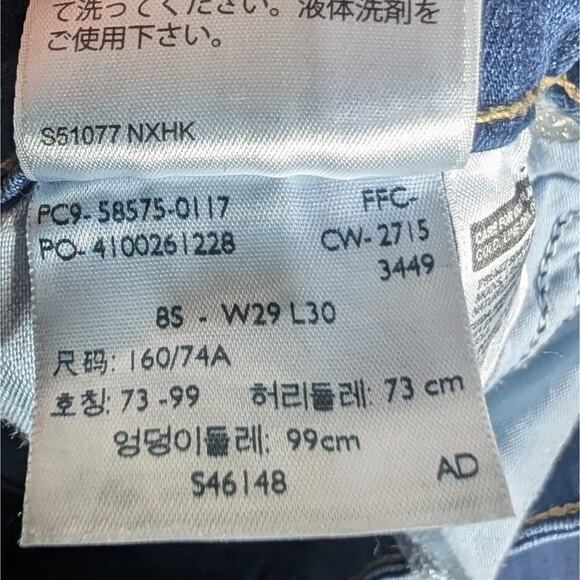 て洗ってください。液体洗剤を
ご使用下さい。
S51077 NXHK
PC9-58575-0117 FFC-
PO-4100261228 CW-2715
3449
8S - W29 L30
尺码: 160/74A
호칭: 73 -99 허리둘레: 73 cm
엉덩이둘레: 99cm
S46148 AD